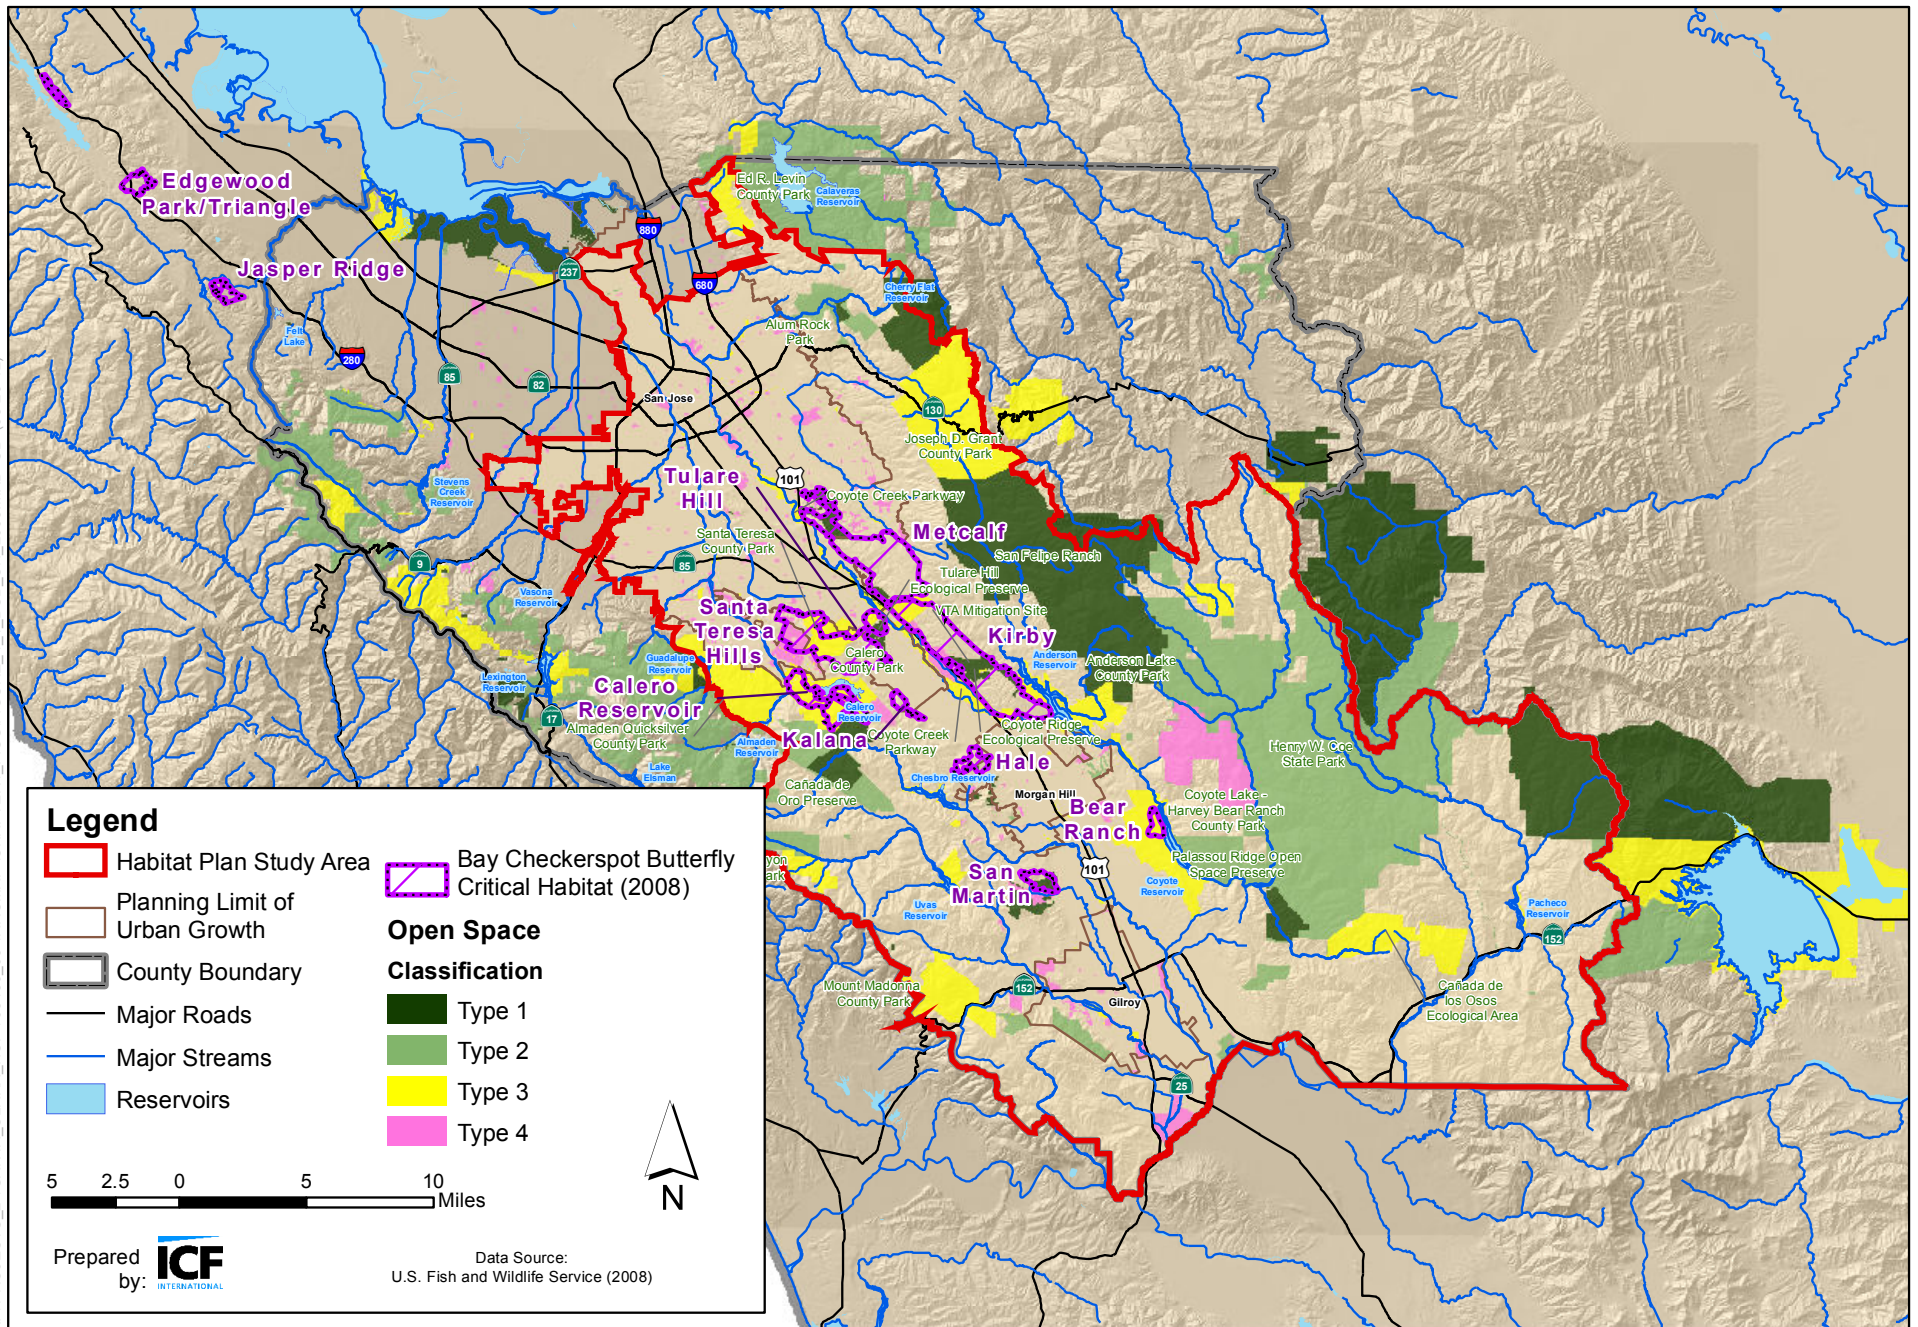 Edgewood
Park/Triangle
Jasper Ridge
Felt
Lake
280
85
82
237
880
680
Ed R. Levin
County Park
Calaveras
Reservoir
Cherry Flat
Reservoir
Alum Rock
Park
San Jose
130
Joseph D. Grant
County Park
Stevens
Creek
Reservoir
Tulare
Hill
101
Coyote Creek Parkway
Metcalf
Santa Teresa
County Park
San Felipe Ranch
9
85
Vasona
Reservoir
Tulare Hill
Ecological Preserve
VTA Mitigation Site
Santa
Teresa
Hills
Kirby
Calero
County Park
Anderson
Reservoir
Anderson Lake
County Park
Guadalupe
Reservoir
Lexington
Reservoir
Calero
Reservoir
Calero
Reservoir
17
Almaden Quicksilver
County Park
Almaden
Reservoir
Kalana
Coyote Creek
Parkway
Coyote Ridge
Ecological Preserve
Henry W. Coe
State Park
Lake
Elsman
Hale
Chesbro Reservoir
Cañada de
Oro Preserve
Morgan Hill
Bear
Ranch
Coyote Lake -
Harvey Bear Ranch
County Park
Palassou Ridge Open
Space Preserve
101
Coyote
Reservoir
San
Martin
Uvas
Reservoir
yon
ark
Pacheco
Reservoir
152
Mount Madonna
County Park
152
Gilroy
Cañada de
los Osos
Ecological Area
25
Legend
Habitat Plan Study Area
Planning Limit of
Urban Growth
County Boundary
Major Roads
Major Streams
Reservoirs
Bay Checkerspot Butterfly
Critical Habitat (2008)
Open Space
Classification
Type 1
Type 2
Type 3
Type 4
5 2.5 0 5 10
Miles
N
Prepared
by:
ICF
INTERNATIONAL
Data Source:
U.S. Fish and Wildlife Service (2008)